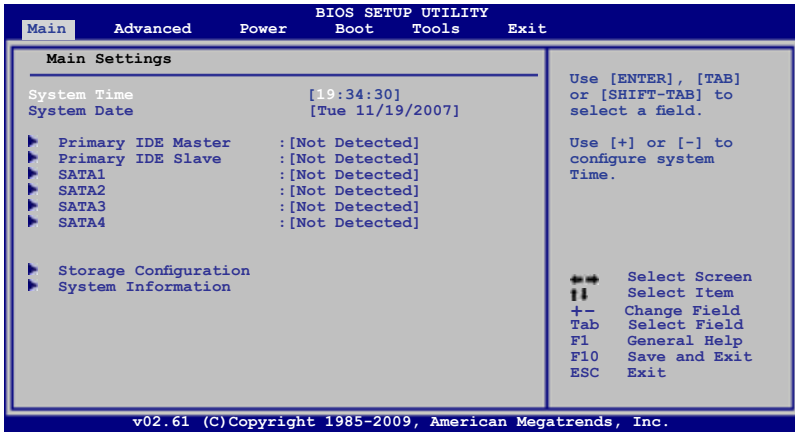 BIOS SETUP UTILITY
Main Advanced Power Boot Tools Exit
Main Settings
System Time [19:34:30]
System Date [Tue 11/19/2007]
Primary IDE Master :[Not Detected]
Primary IDE Slave :[Not Detected]
SATA1 :[Not Detected]
SATA2 :[Not Detected]
SATA3 :[Not Detected]
SATA4 :[Not Detected]
Storage Configuration
System Information
Use [ENTER], [TAB]
or [SHIFT-TAB] to
select a field.
Use [+] or [-] to
configure system
Time.
Select Screen
Select Item
+- Change Field
Tab Select Field
F1 General Help
F10 Save and Exit
ESC Exit
v02.61 (C)Copyright 1985-2009, American Megatrends, Inc.